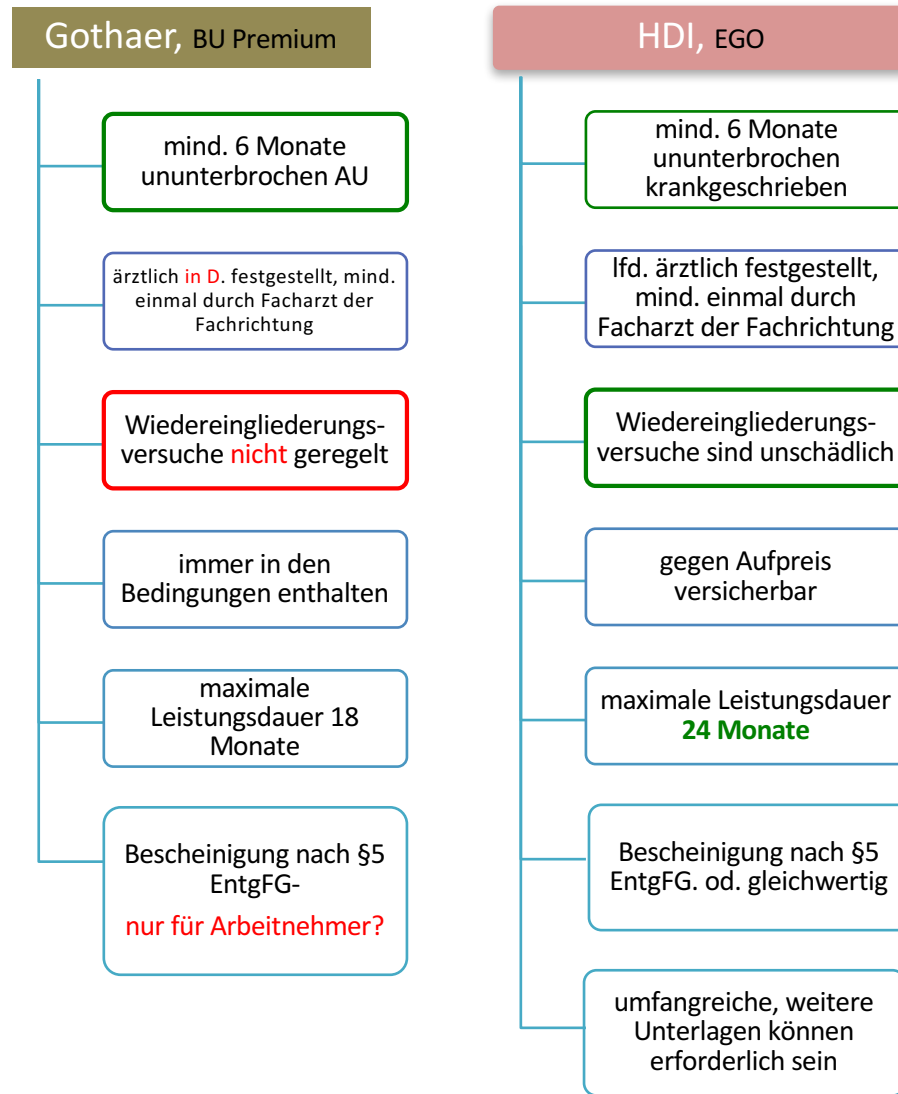 Gothaer, BU Premium
mind. 6 Monate
ununterbrochen AU
ärztlich in D. festgestellt, mind.
einmal durch Facharzt der
Fachrichtung
Wiedereingliederungs-
versuche nicht geregelt
immer in den
Bedingungen enthalten
maximale
Leistungsdauer 18
Monate
Bescheinigung nach §5
EntgFG-
nur für Arbeitnehmer?
HDI, EGO
mind. 6 Monate
ununterbrochen
krankgeschrieben
lfd. ärztlich festgestellt,
mind. einmal durch
Facharzt der Fachrichtung
Wiedereingliederungs-
versuche sind unschädlich
gegen Aufpreis
versicherbar
maximale Leistungsdauer
24 Monate
Bescheinigung nach §5
EntgFG. od. gleichwertig
umfangreiche, weitere
Unterlagen können
erforderlich sein